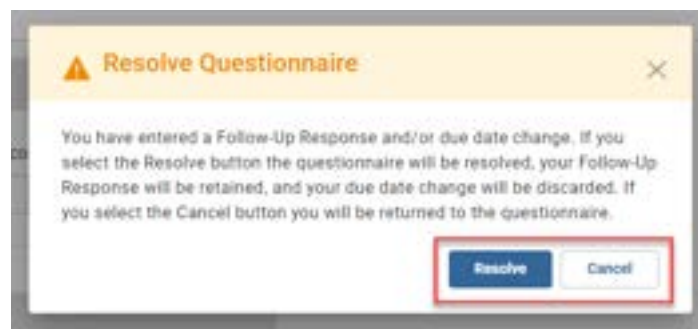 Resolve Questionnaire
You have entered a Follow-Up Response and/or due date change. If you
select the Resolve button the questionnaire will be resolved, your Follow-Up
Response will be retained, and your due date change will be discarded. If
you select the Cancel button you will be returned to the questionnaire.
Resolve Cancel